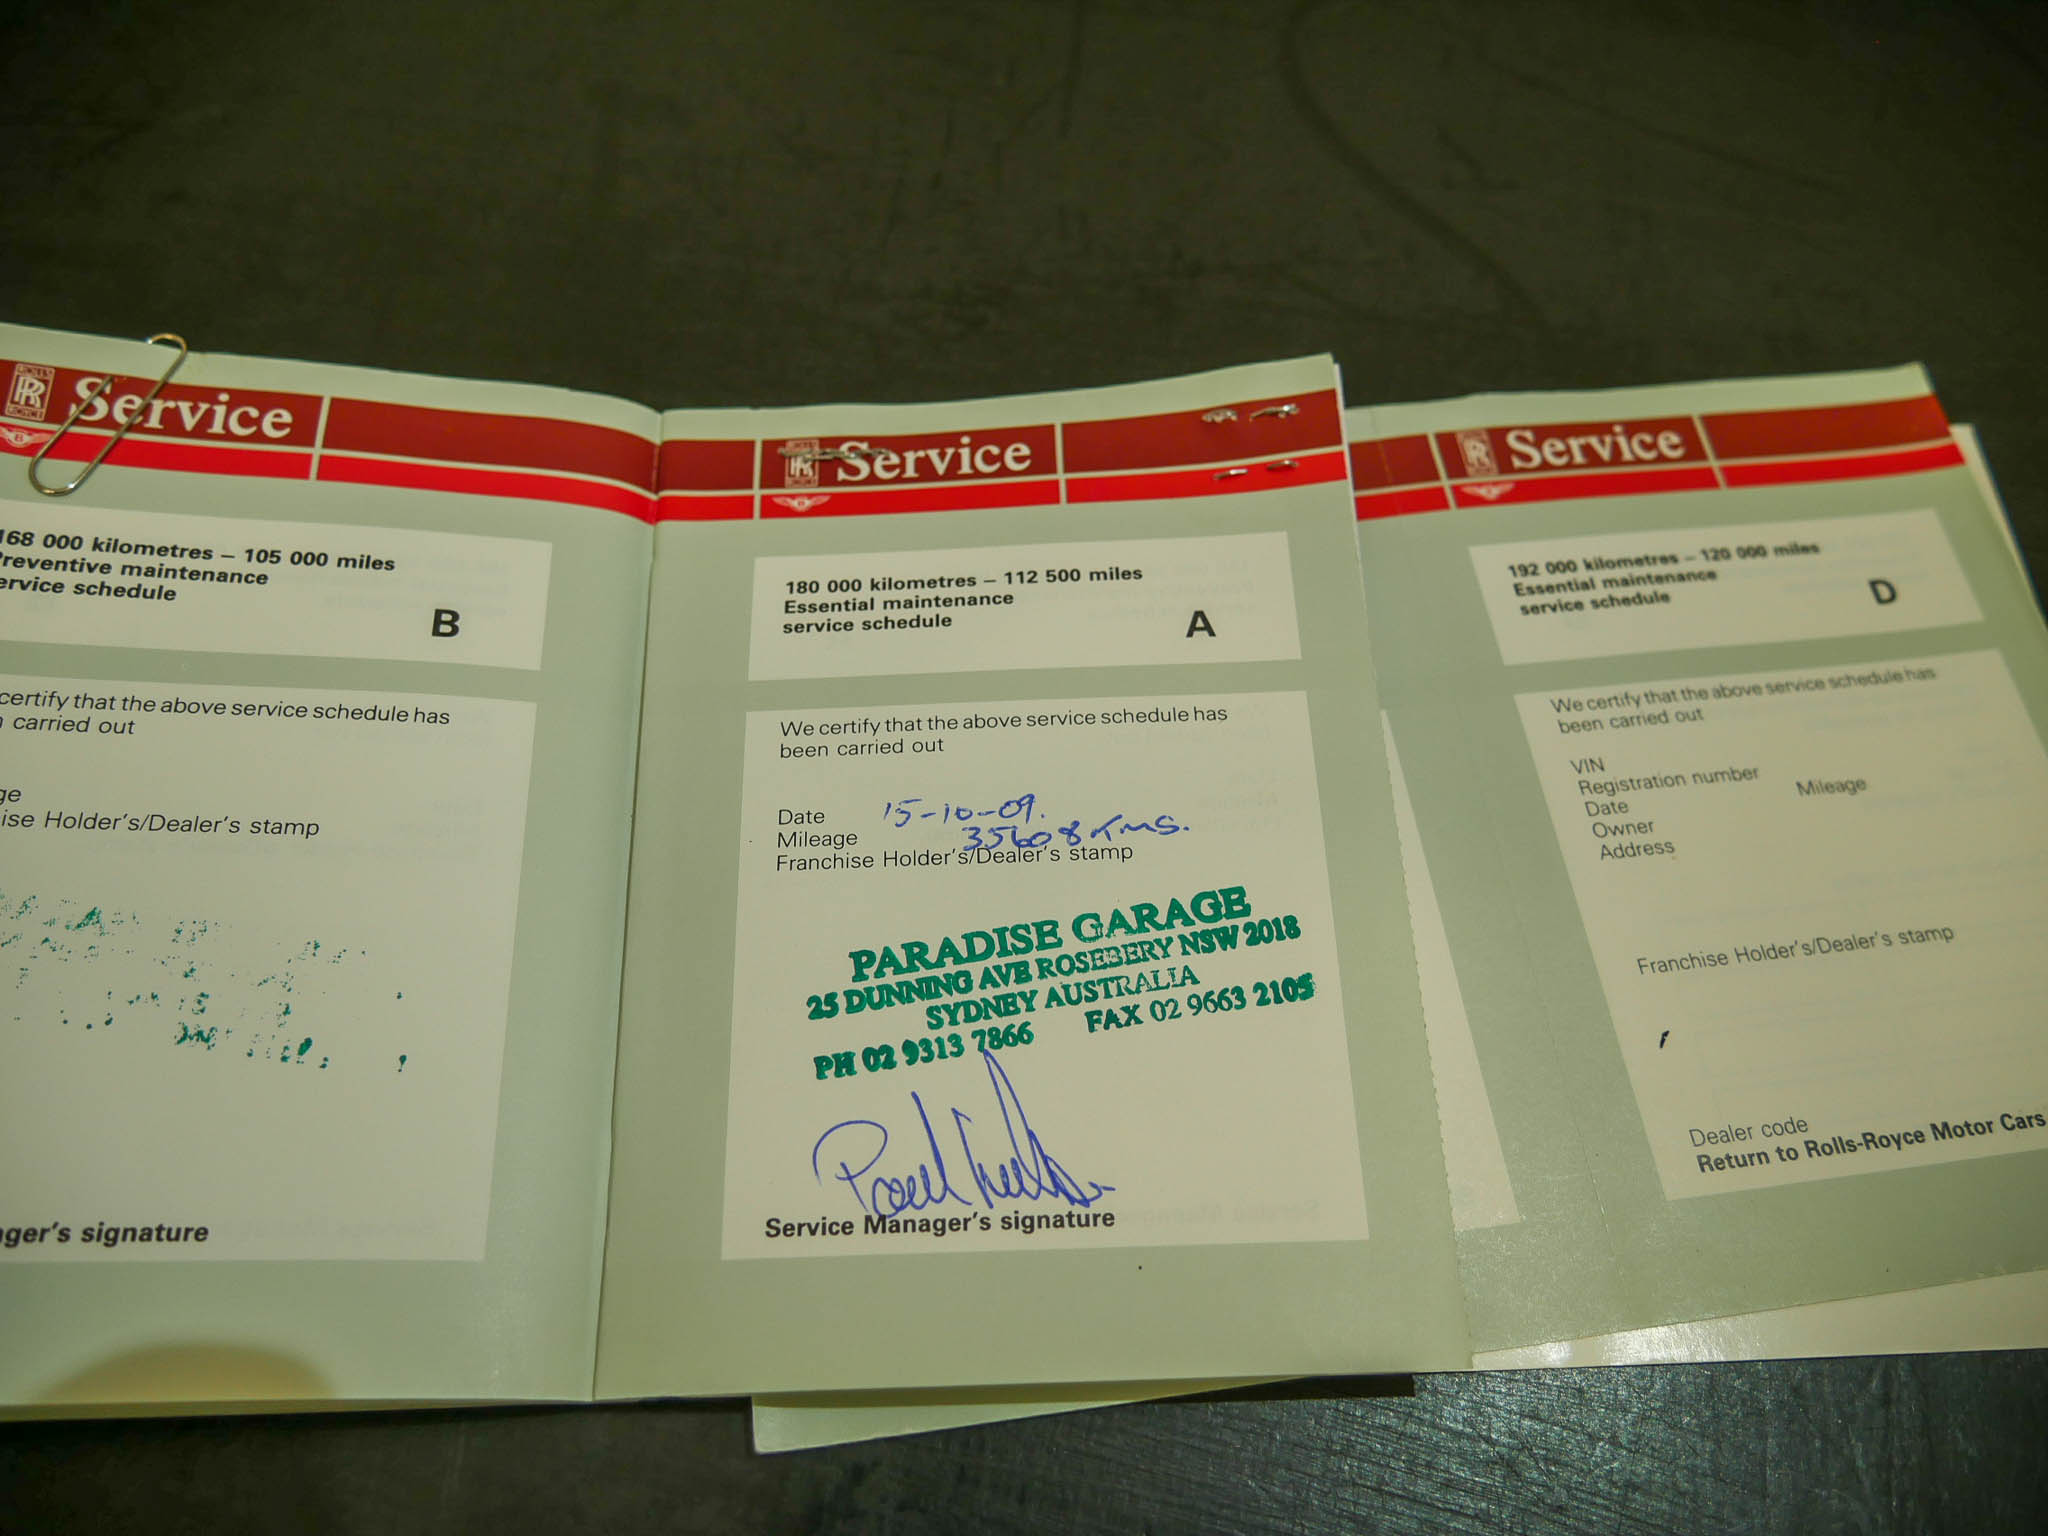 ROLLS
RR
ROYCE
Service
B
168 000 kilometres – 105 000 miles
Preventive maintenance
service schedule
B
certify that the above service schedule has
carried out
ise Holder's/Dealer's stamp
ger's signature
RR
Service
B
180 000 kilometres – 112 500 miles
Essential maintenance
service schedule
A
We certify that the above service schedule has
been carried out
Date 15-10-09.
Mileage 35608 Kms.
Franchise Holder's/Dealer's stamp
PARADISE GARAGE
25 DUNNING AVE ROSEBERY NSW 2018
SYDNEY AUSTRALIA
PH 02 9313 7866 FAX 02 9663 2105
Service Manager's signature
R
Service
192 000 kilometres – 120 000 miles
Essential maintenance
service schedule
D
We certify that the above service schedule has
been carried out
VIN
Registration number
Date Mileage
Owner
Address
Franchise Holder's/Dealer's stamp
Dealer code
Return to Rolls-Royce Motor Cars